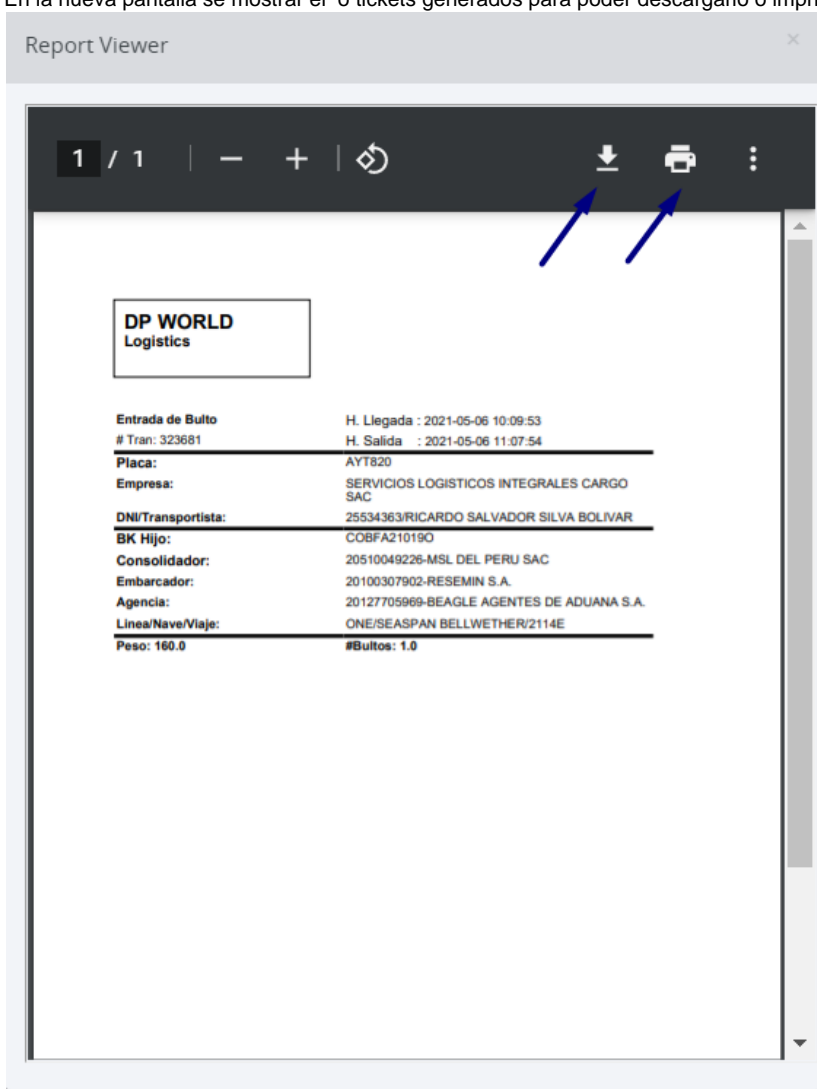 En la nueva pantalla se mostrar el o tickets generados para poder descargarlo o impri
Report Viewer
×
1 / 1
DP WORLD
Logistics
Entrada de Bulto H. Llegada : 2021-05-06 10:09:53
# Tran: 323681 H. Salida : 2021-05-06 11:07:54
Placa: AYT820
Empresa: SERVICIOS LOGISTICOS INTEGRALES CARGO
SAC
DNI/Transportista: 25534363/RICARDO SALVADOR SILVA BOLIVAR
BK Hijo: COBFA21019O
Consolidador: 20510049226-MSL DEL PERU SAC
Embarcador: 20100307902-RESEMIN S.A.
Agencia: 20127705969-BEAGLE AGENTES DE ADUANA S.A.
Linea/Nave/Viaje: ONE/SEASPAN BELLWETHER/2114E
Peso: 160.0 #Bultos: 1.0